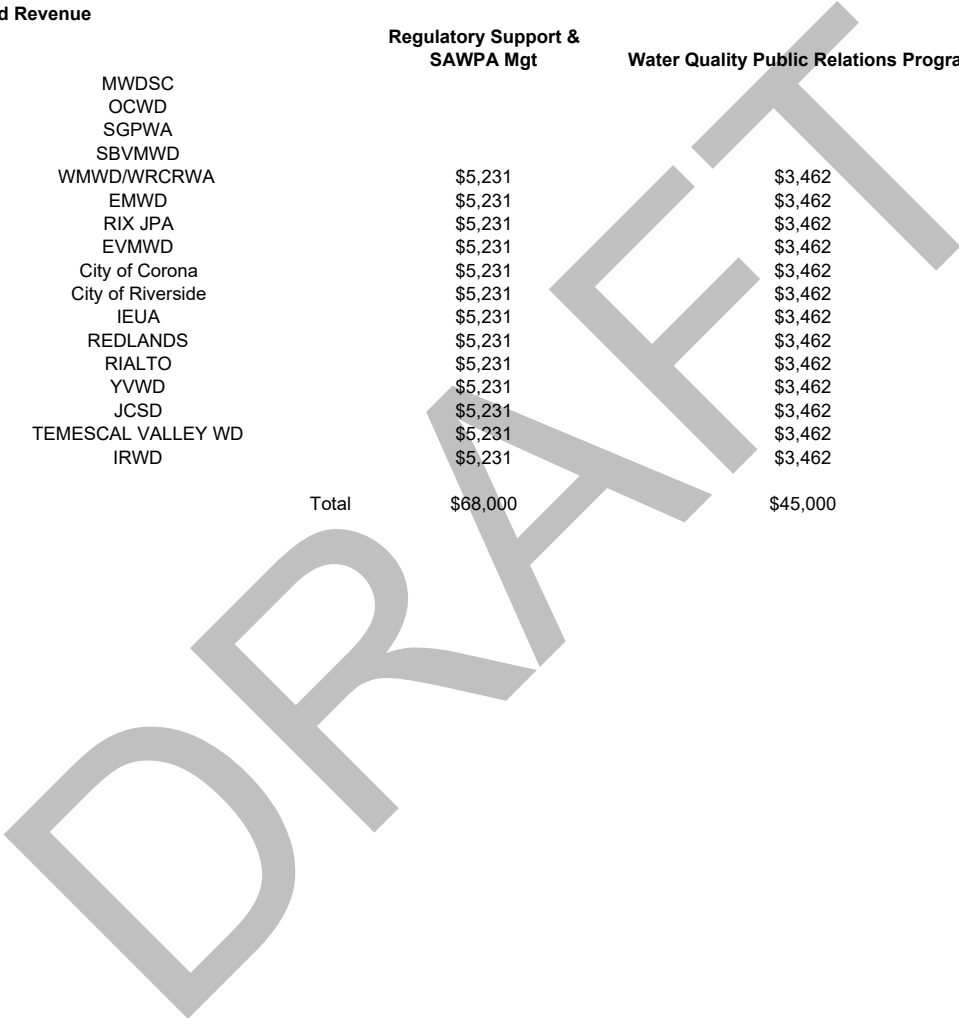 d Revenue
Regulatory Support &
SAWPA Mgt Water Quality Public Relations Progra
MWDSC
OCWD
SGPWA
SBVMWD
WMWD/WRCRWA $5,231 $3,462
EMWD $5,231 $3,462
RIX JPA $5,231 $3,462
EVMWD $5,231 $3,462
City of Corona $5,231 $3,462
City of Riverside $5,231 $3,462
IEUA $5,231 $3,462
REDLANDS $5,231 $3,462
RIALTO $5,231 $3,462
YVWD $5,231 $3,462
JCSD $5,231 $3,462
TEMESCAL VALLEY WD $5,231 $3,462
IRWD $5,231 $3,462
Total $68,000 $45,000
DRAFT